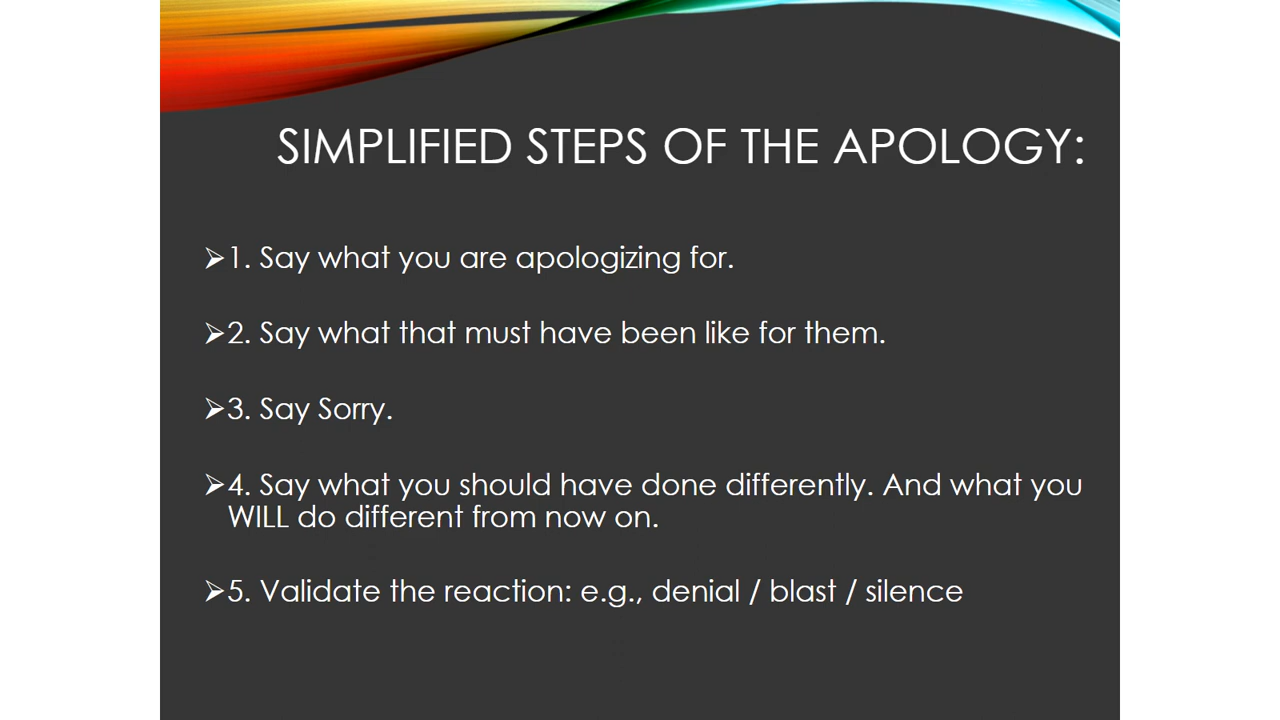 SIMPLIFIED STEPS OF THE APOLOGY:
➢1. Say what you are apologizing for.
➢2. Say what that must have been like for them.
➢3. Say Sorry.
➢4. Say what you should have done differently. And what you
WILL do different from now on.
➢5. Validate the reaction: e.g., denial / blast / silence